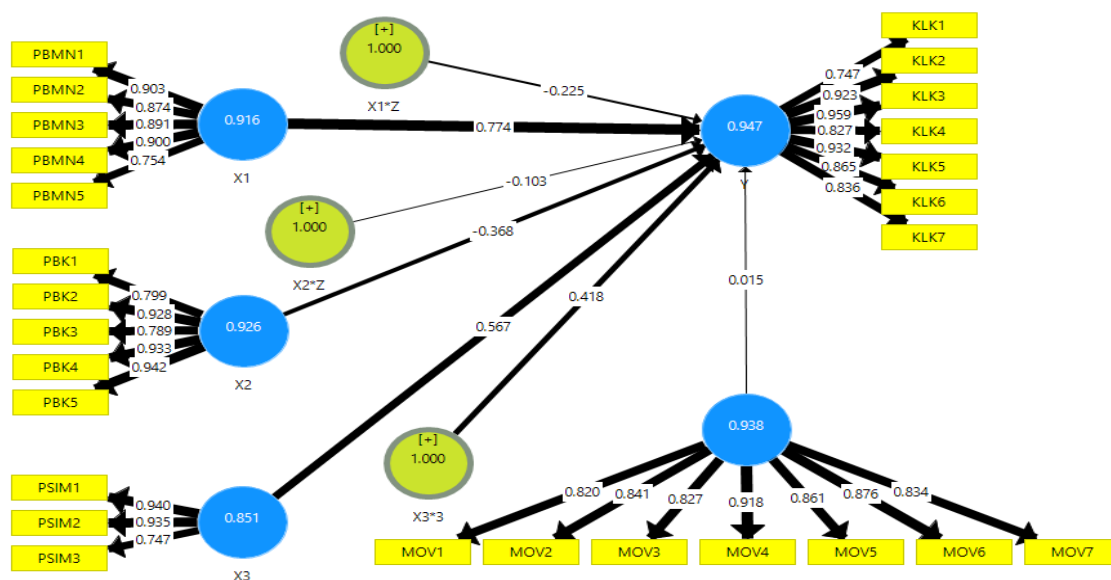 PBMN1
PBMN2
PBMN3
PBMN4
PBMN5
0.903
0.874
0.891
0.900
0.754
0.916
X1
[+]
1.000
X1*Z
-0.225
0.774
0.947
Y
0.747
0.923
0.959
0.827
0.932
0.865
0.836
KLK1
KLK2
KLK3
KLK4
KLK5
KLK6
KLK7
[+]
1.000
X2*Z
-0.103
-0.368
PBK1
PBK2
PBK3
PBK4
PBK5
0.799
0.928
0.789
0.933
0.942
0.926
X2
0.015
0.418
0.567
[+]
1.000
X3*3
PSIM1
PSIM2
PSIM3
0.940
0.935
0.747
0.851
X3
0.938
0.820
0.841
0.827
0.918
0.861
0.876
0.834
MOV1
MOV2
MOV3
MOV4
MOV5
MOV6
MOV7